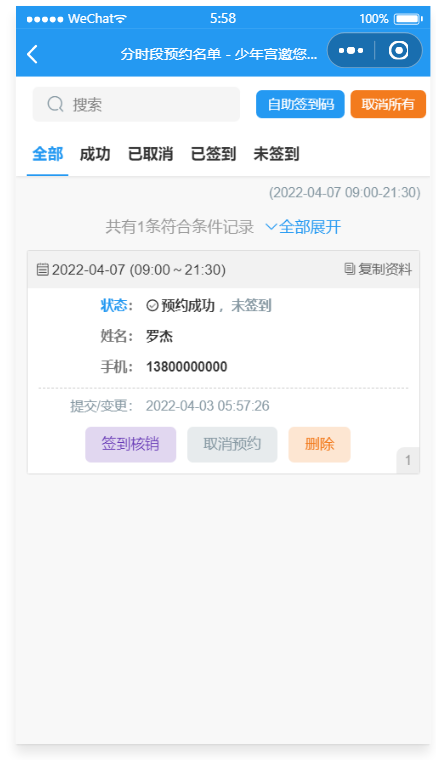 WeChat 5:58 100%
分时段预约名单 - 少年宫邀您...
搜索 自助签到码 取消所有
全部 成功 已取消 已签到 未签到
(2022-04-07 09:00-21:30)
共有1条符合条件记录 全部展开
2022-04-07 (09:00～21:30) 复制资料
状态: 预约成功 , 未签到
姓名: 罗杰
手机: 13800000000
提交/变更: 2022-04-03 05:57:26
签到核销 取消预约 删除
1